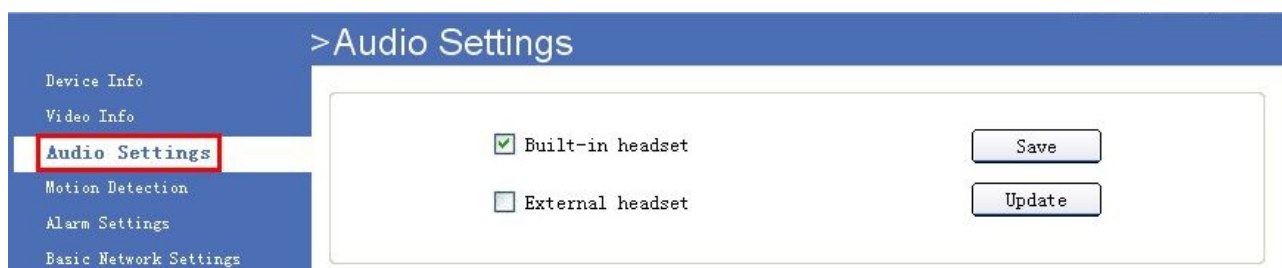 >Audio Settings
Device Info
Video Info
Audio Settings
Motion Detection
Alarm Settings
Basic Network Settings
Built-in headset
Save
External headset
Update